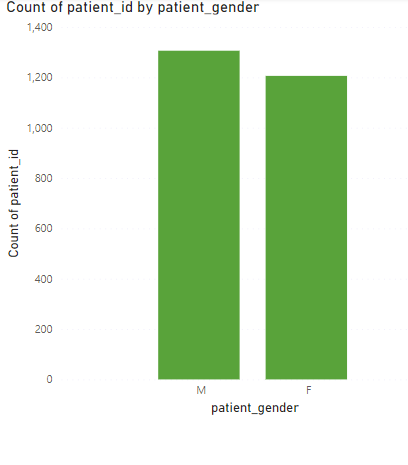 Count of patient_id by patient_gender
1,400
1,200
1,000
800
600
400
200
0
Count of patient_id
M F
patient_gender